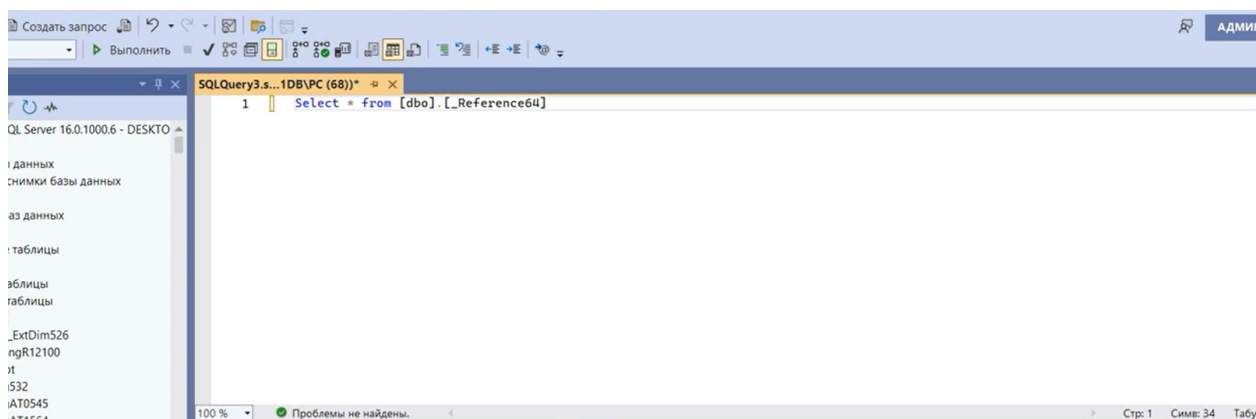 Создать запрос
АДМИ
Выполнить
SQLQuery3.s...1DB\PC (68))*
1 Select * from [dbo].[_Reference64]
QL Server 16.0.1000.6 - DESKTO
данных
снимки базы данных
аз данных
таблицы
аблицы
таблицы
_ExtDim526
ngR12100
pt
532
AT0545
100 %
Проблемы не найдены.
Стр: 1 Симв: 34 Табу